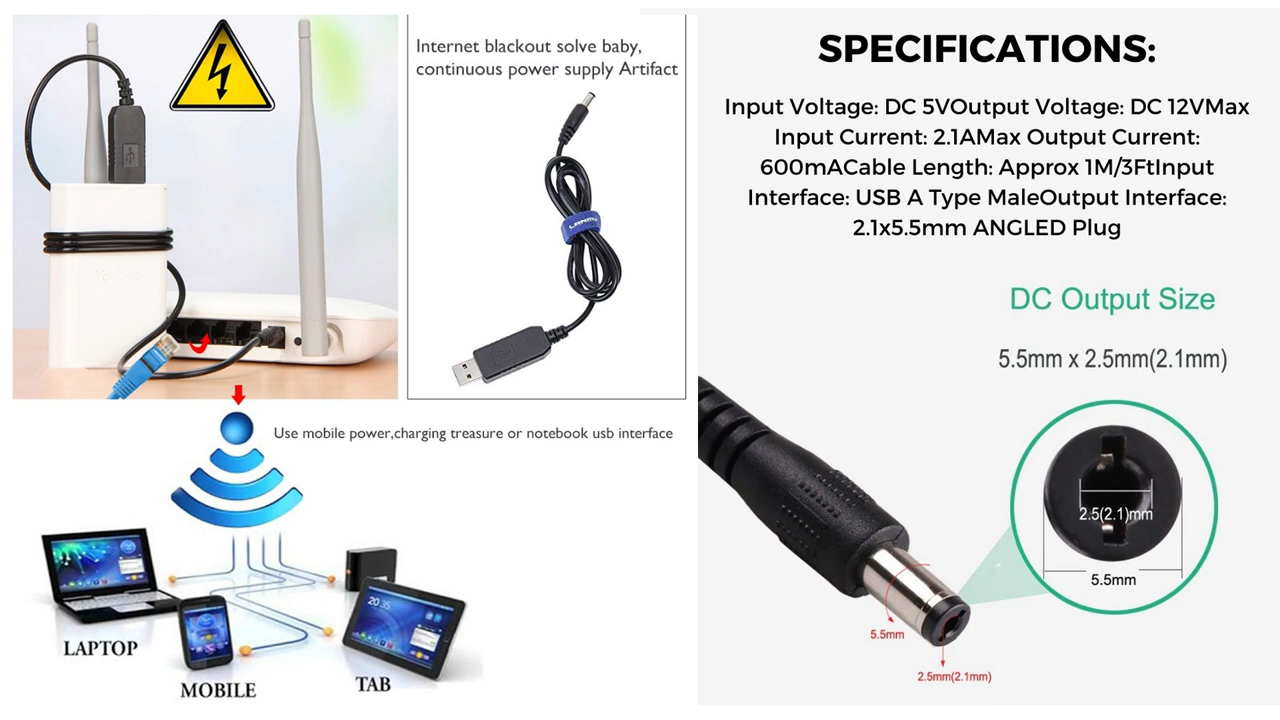 Internet blackout solve baby,
continuous power supply Artifact
Use mobile power,charging treasure or notebook usb interface
LAPTOP
MOBILE
TAB
SPECIFICATIONS:
Input Voltage: DC 5VOutput Voltage: DC 12VMax
Input Current: 2.1AMax Output Current:
600mACable Length: Approx 1M/3FtInput
Interface: USB A Type MaleOutput Interface:
2.1x5.5mm ANGLED Plug
DC Output Size
5.5mm x 2.5mm(2.1mm)
2.5(2.1)mm
5.5mm
5.5mm
2.5mm(2.1mm)